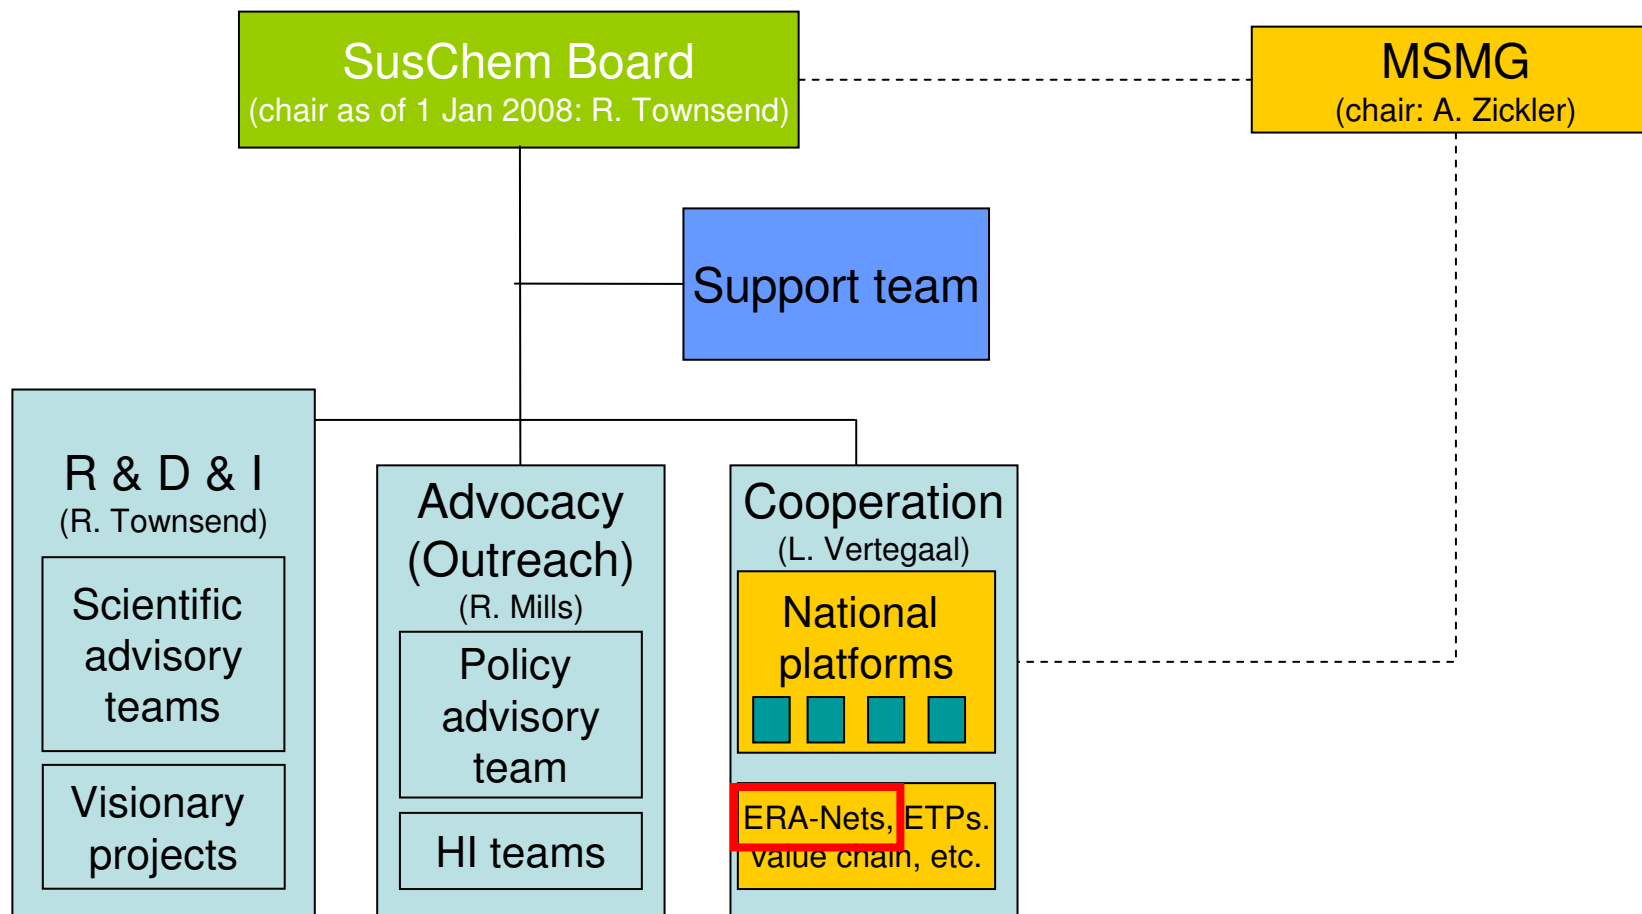 SusChem Board
(chair as of 1 Jan 2008: R. Townsend)
MSMG
(chair: A. Zickler)
Support team
R & D & I
(R. Townsend)
Scientific
advisory
teams
Visionary
projects
Advocacy
(Outreach)
(R. Mills)
Policy
advisory
team
HI teams
Cooperation
(L. Vertegaal)
National
platforms
ERA-Nets, ETPs.
value chain, etc.